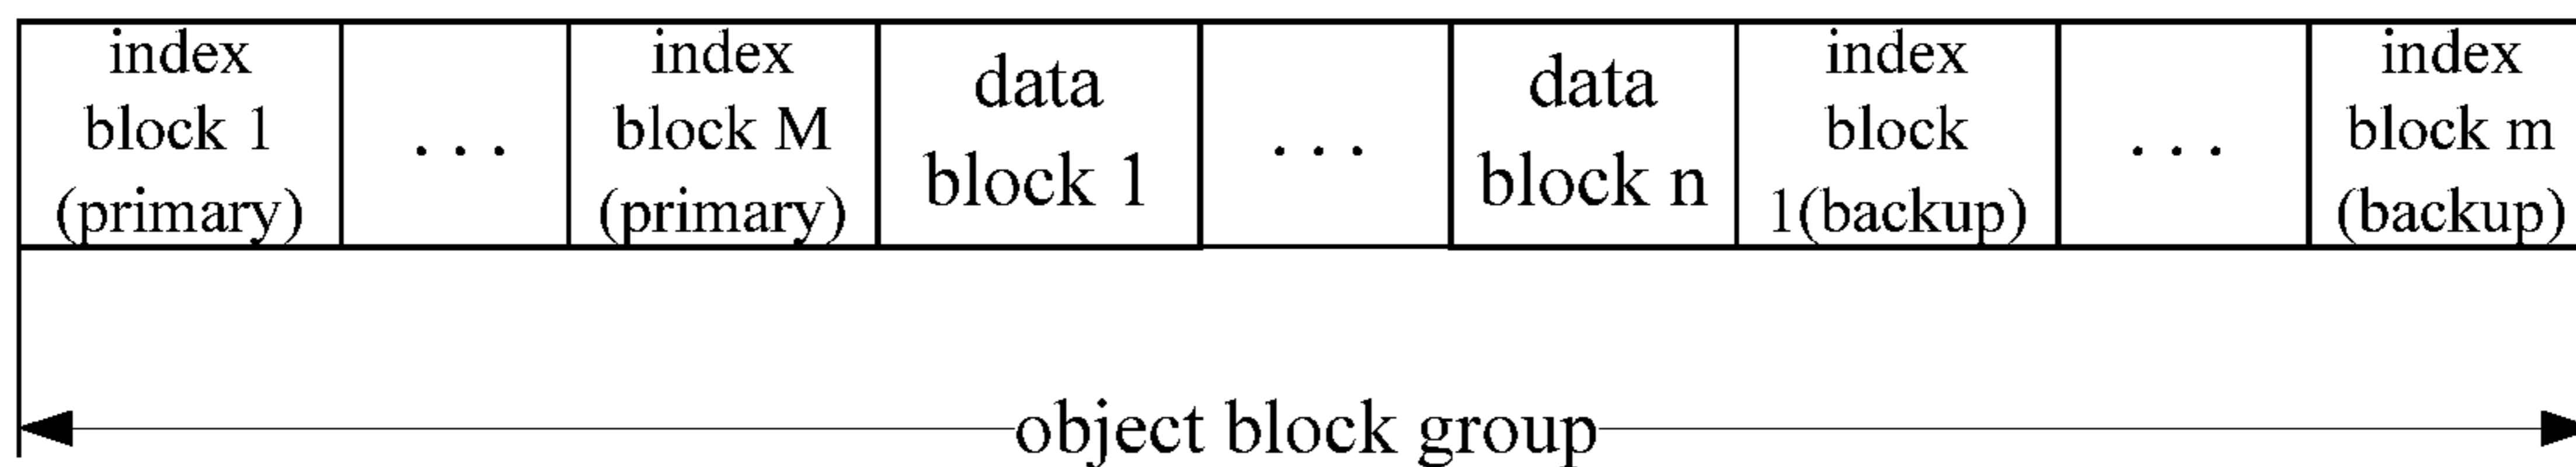 index
block 1
(primary)
. . .
index
block M
(primary)
data
block 1
. . .
data
block n
index
block
1(backup)
. . .
index
block m
(backup)
object block group